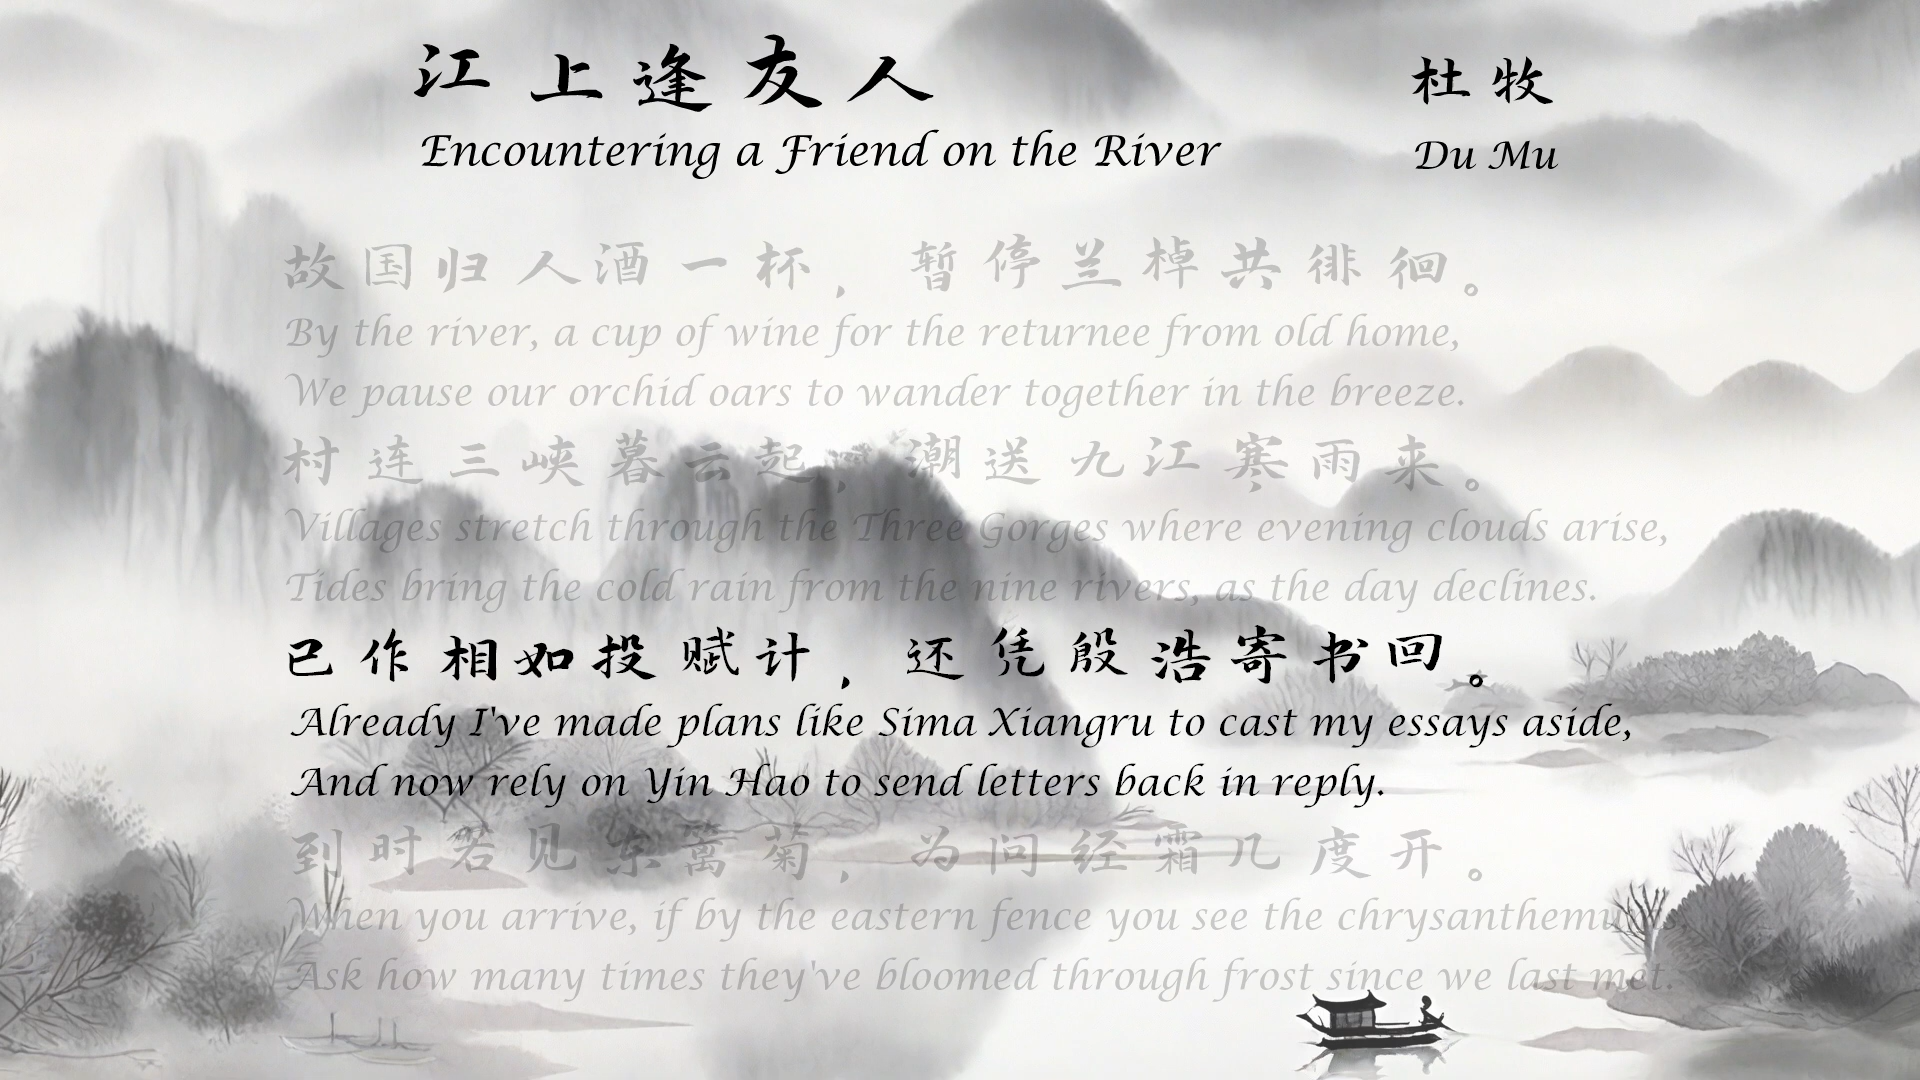 江上逢友人
杜牧
Encountering a Friend on the River
Du Mu
故国归人酒一杯，暂停兰棹共徘徊。
By the river, a cup of wine for the returnee from old home,
We pause our orchid oars to wander together in the breeze.
村连三峡暮云起，潮送九江寒雨来。
Villages stretch through the Three Gorges where evening clouds arise,
Tides bring the cold rain from the nine rivers, as the day declines.
已作相如投赋计，还凭殷浩寄书回。
Already I've made plans like Sima Xiangru to cast my essays aside,
And now rely on Yin Hao to send letters back in reply.
到时若见东篱菊，为问经霜几度开。
When you arrive, if by the eastern fence you see the chrysanthemums,
Ask how many times they've bloomed through frost since we last met.